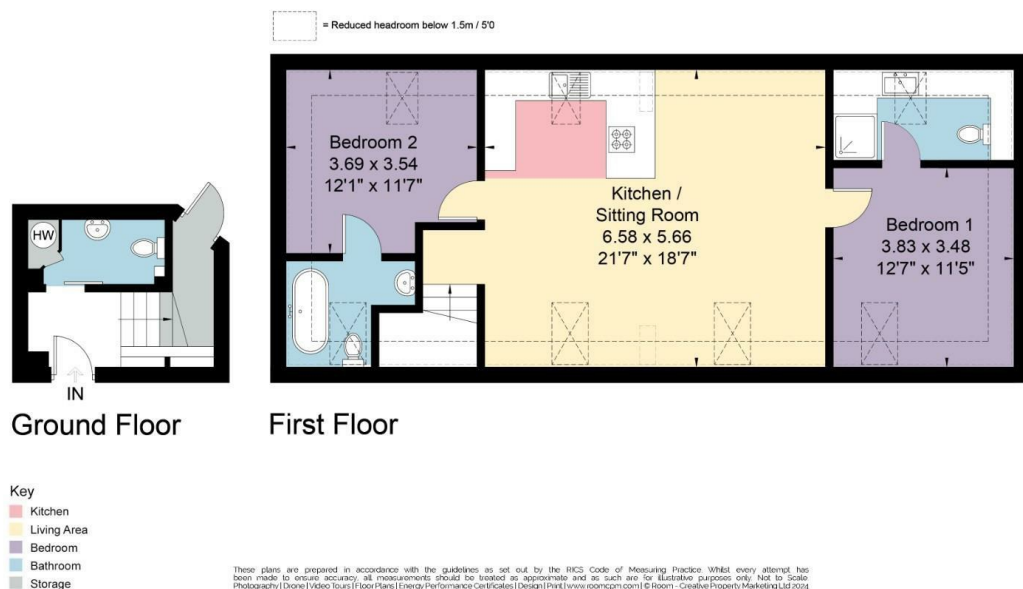 = Reduced headroom below 1.5m / 5'0
Bedroom 2
3.69 x 3.54
12'1" x 11'7"
Kitchen /
Sitting Room
6.58 x 5.66
21'7" x 18'7"
Bedroom 1
3.83 x 3.48
12'7" x 11'5"
HW
IN
Ground Floor
First Floor
Key
Kitchen
Living Area
Bedroom
Bathroom
Storage
These plans are prepared in accordance with the guidelines as set out by the RICS Code of Measuring Practice. Whilst every attempt has
been made to ensure accuracy, all measurements should be treated as approximate and as such are for illustrative purposes only. Not to Scale.
Photography | Drone | Video Tours | Floor Plans | Energy Performance Certificates | Design | Print | www.roomcpm.com | © Room - Creative Property Marketing Ltd 2024